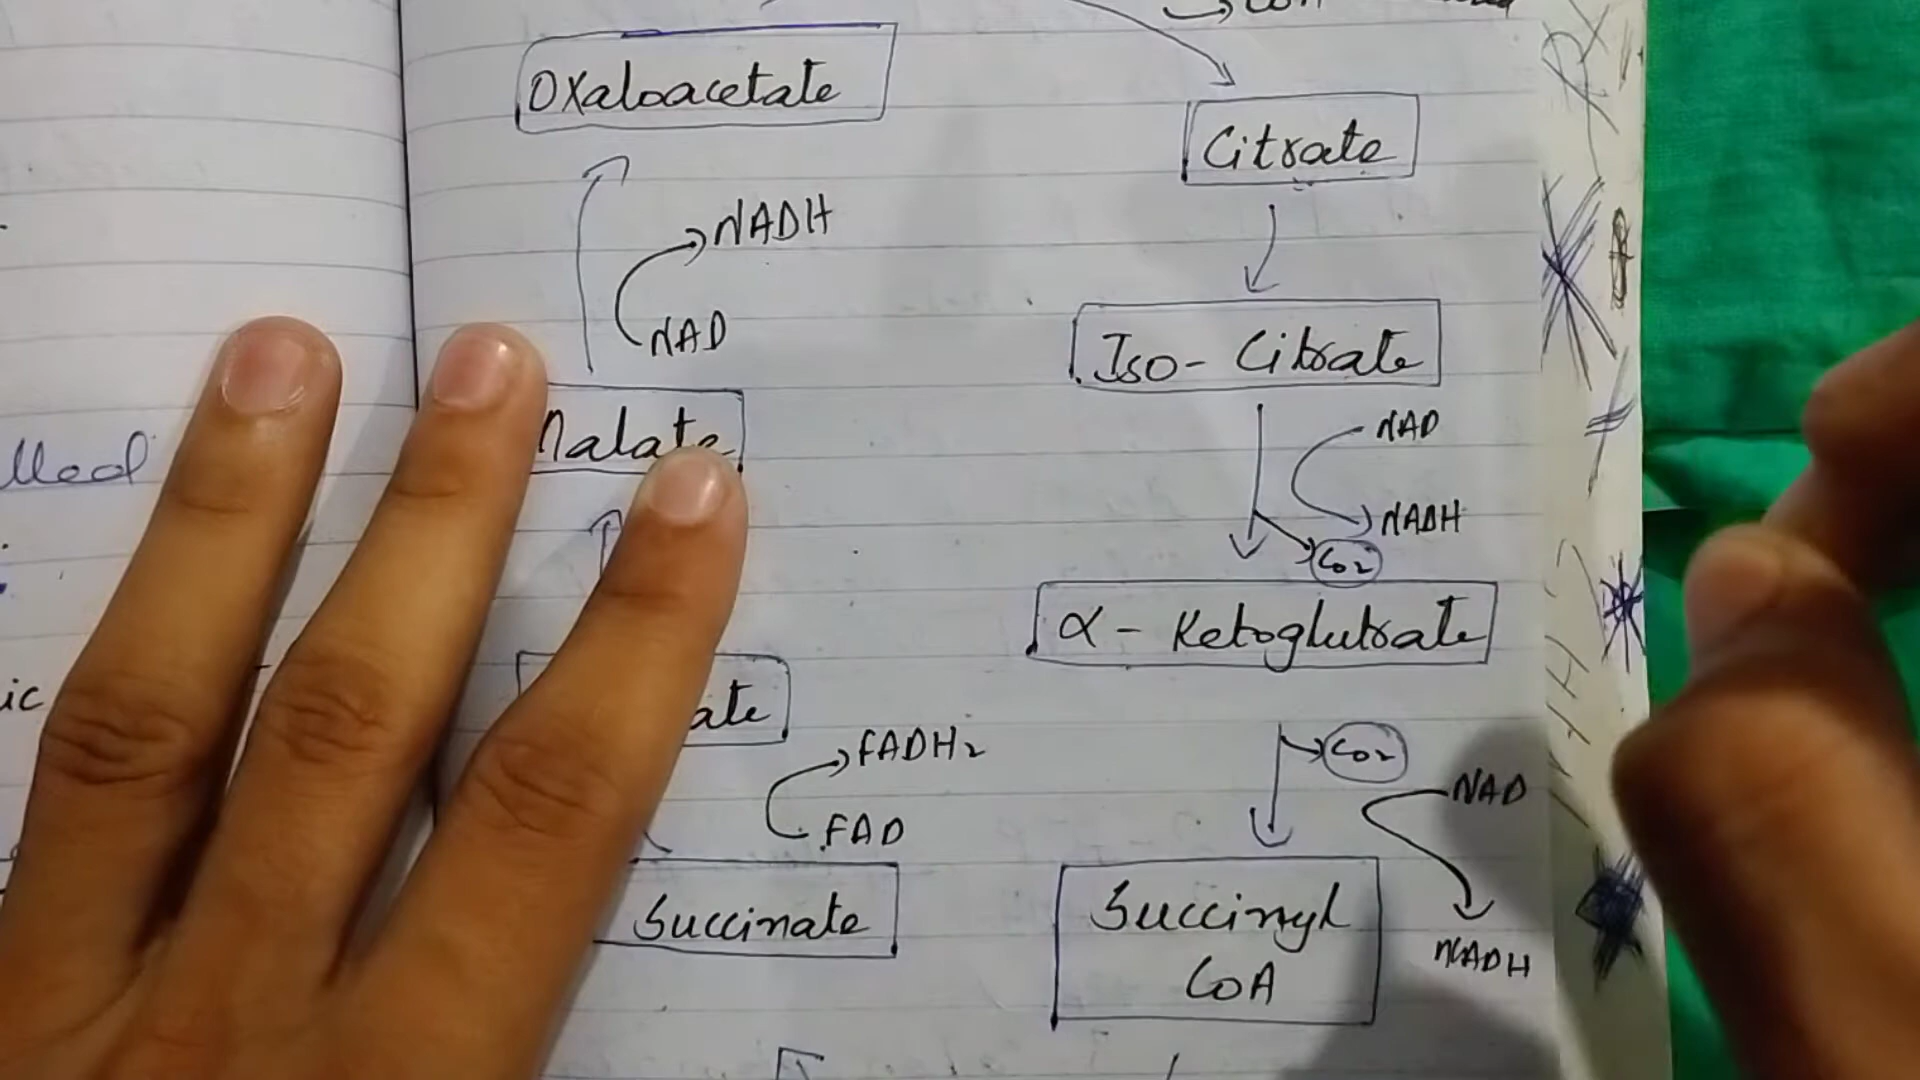 Oxaloacetate
Citrate
NADH
NAD
Iso-Citrate
Malate
NAD
NADH
CO2
lled
α- Ketoglutrate
ic
ate
FADH2
FAD
CO2
NAD
Succinate
Succinyl
CoA
NADH